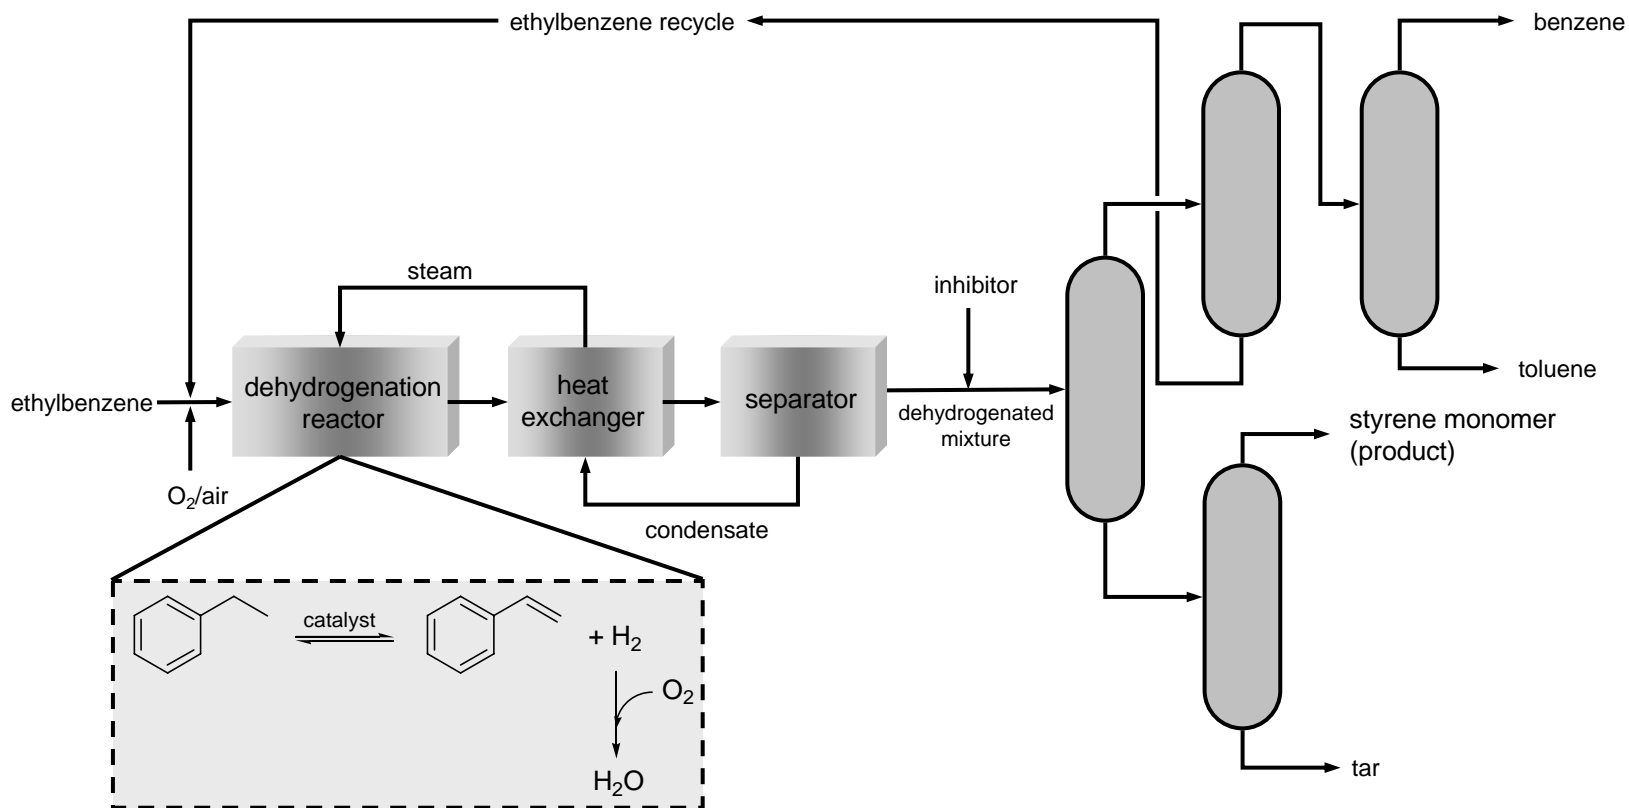 ethylbenzene recycle
benzene
steam
inhibitor
dehydrogenation
reactor
heat
exchanger
separator
ethylbenzene
dehydrogenated
mixture
toluene
styrene monomer
(product)
O₂/air
condensate
catalyst
+ H₂
O₂
H₂O
tar